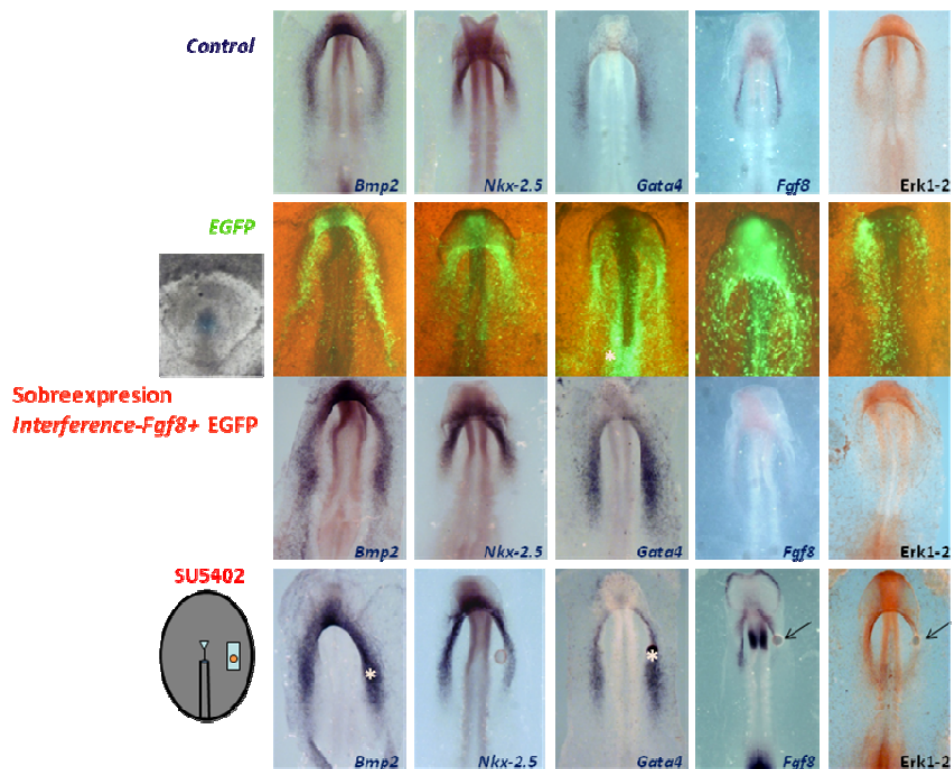 Control
Bmp2
Nkx-2.5
Gata4
Fgf8
Erk1-2
EGFP
*
Sobreexpresion
Interference-Fgf8+ EGFP
Bmp2
Nkx-2.5
Gata4
Fgf8
Erk1-2
SU5402
*
*
Bmp2
Nkx-2.5
Gata4
Fgf8
Erk1-2